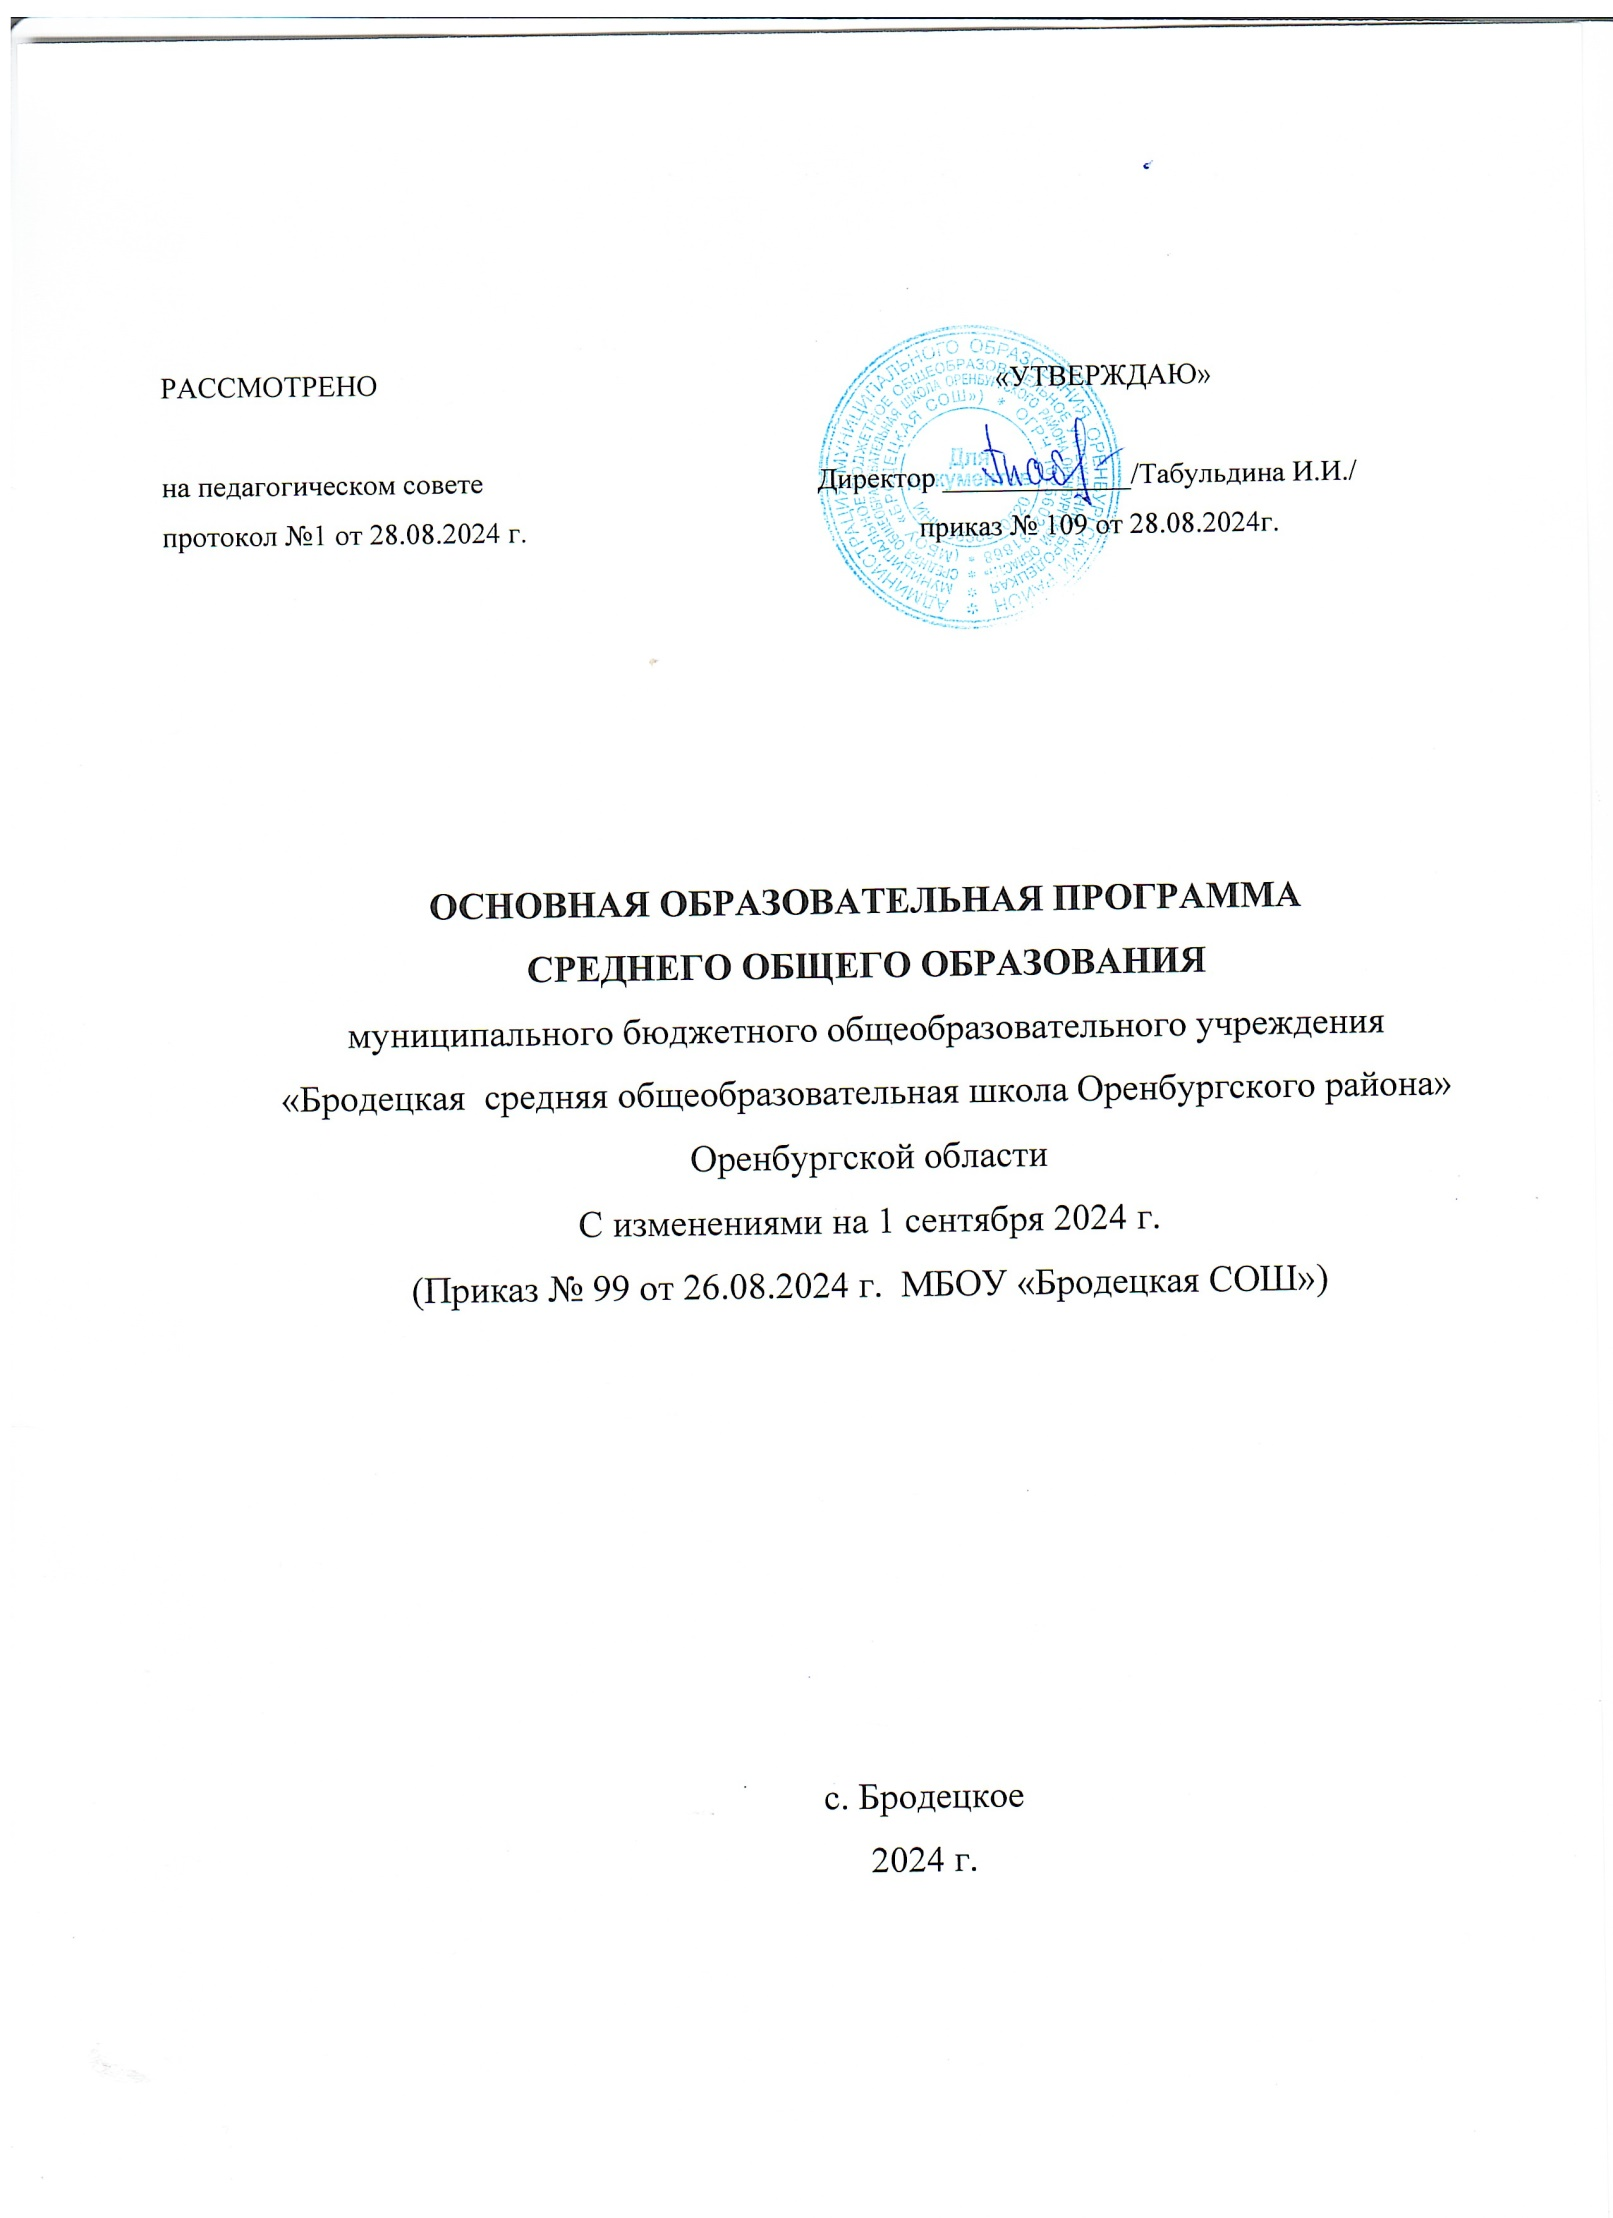 РАССМОТРЕНО
на педагогическом совете
протокол №1 от 28.08.2024 г.
«УТВЕРЖДАЮ»
Директор ______________/Табульдина И.И./
приказ № 109 от 28.08.2024г.
ОСНОВНАЯ ОБРАЗОВАТЕЛЬНАЯ ПРОГРАММА
СРЕДНЕГО ОБЩЕГО ОБРАЗОВАНИЯ
муниципального бюджетного общеобразовательного учреждения
«Бродецкая средняя общеобразовательная школа Оренбургского района»
Оренбургской области
С изменениями на 1 сентября 2024 г.
(Приказ № 99 от 26.08.2024 г. МБОУ «Бродецкая СОШ»)
с. Бродецкое
2024 г.